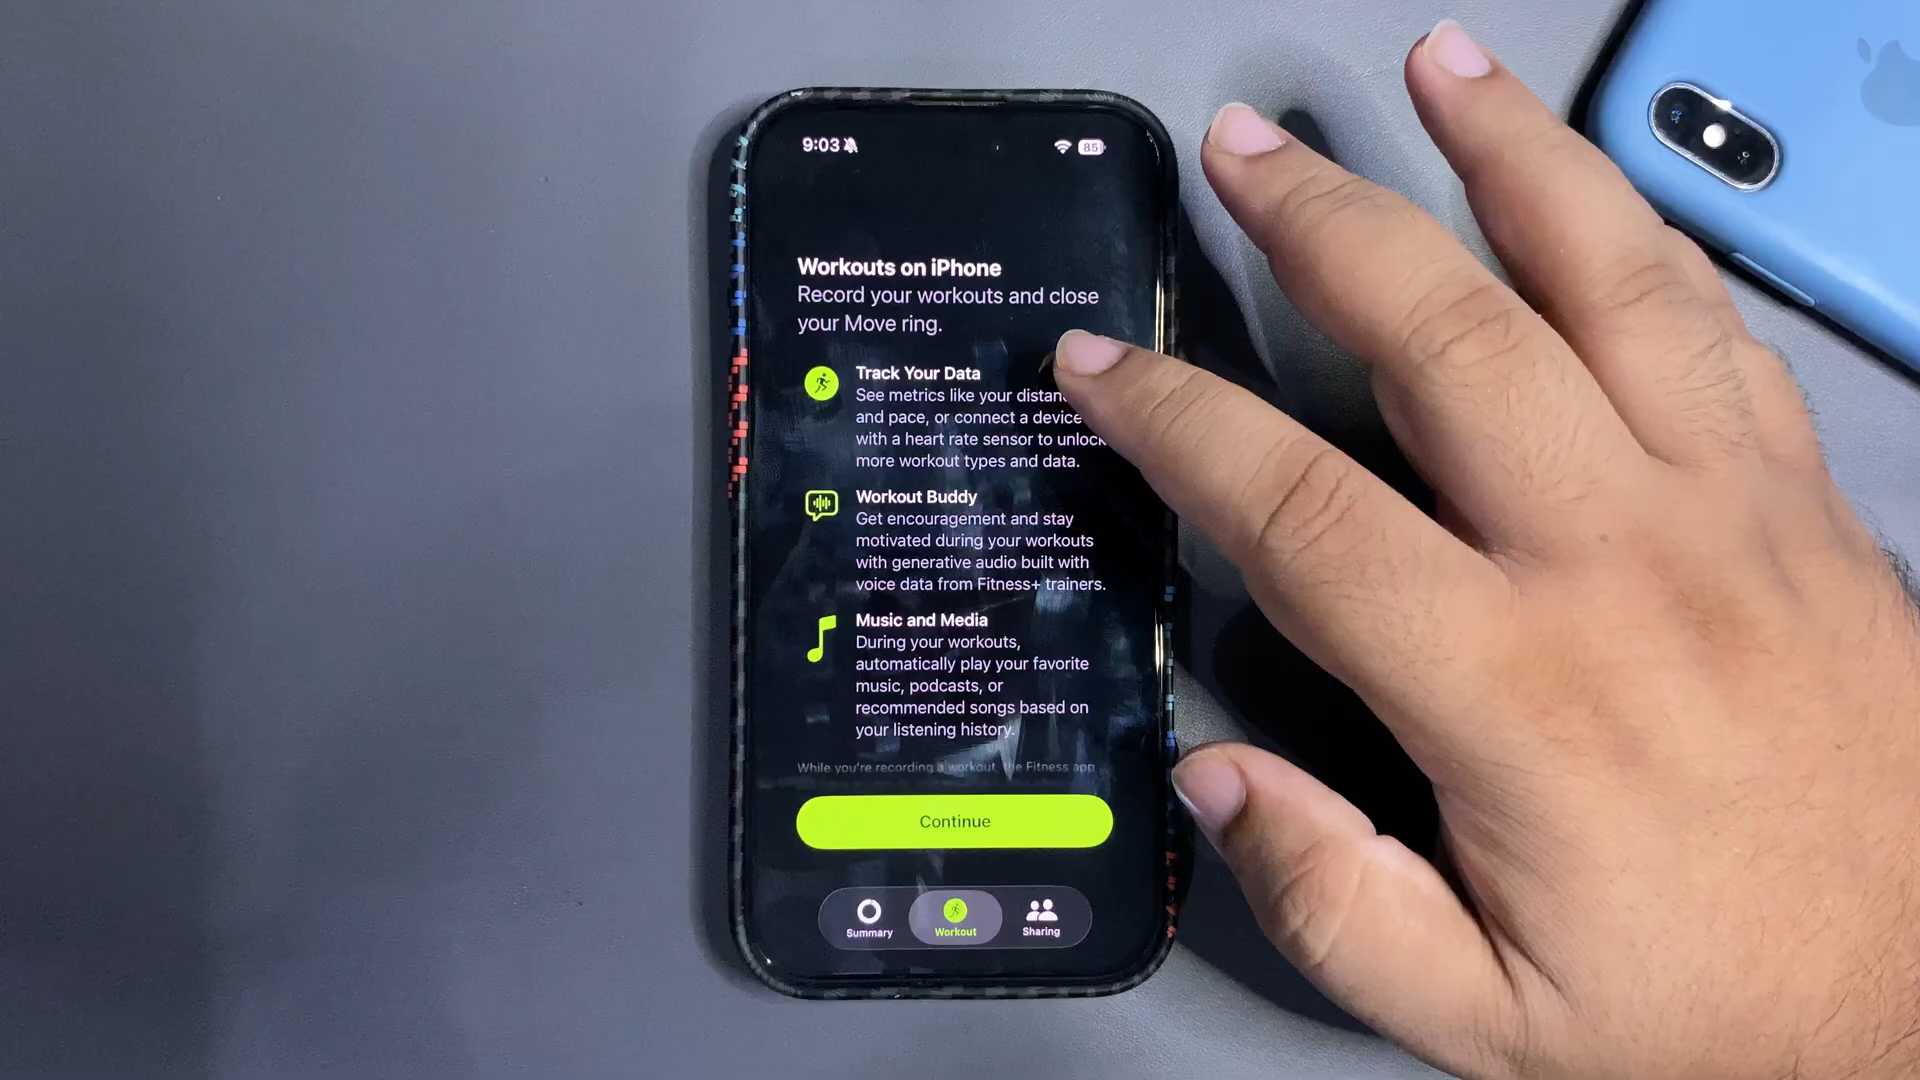 9:03
85
Workouts on iPhone
Record your workouts and close
your Move ring.
Track Your Data
See metrics like your distan
and pace, or connect a device
with a heart rate sensor to unlock
more workout types and data.
Workout Buddy
Get encouragement and stay
motivated during your workouts
with generative audio built with
voice data from Fitness+ trainers.
Music and Media
During your workouts,
automatically play your favorite
music, podcasts, or
recommended songs based on
your listening history.
While you're recording a workout, the Fitness app
Continue
Summary
Workout
Sharing